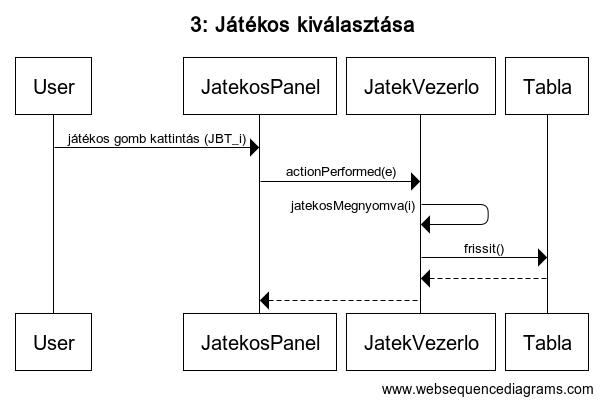 3: Játékos kiválasztása
User JatekosPanel JatekVezerlo Tabla
játékos gomb kattintás (JBT_i)
actionPerformed(e)
jatekosMegnyomva(i)
frissit()
User JatekosPanel JatekVezerlo Tabla
www.websequencediagrams.com